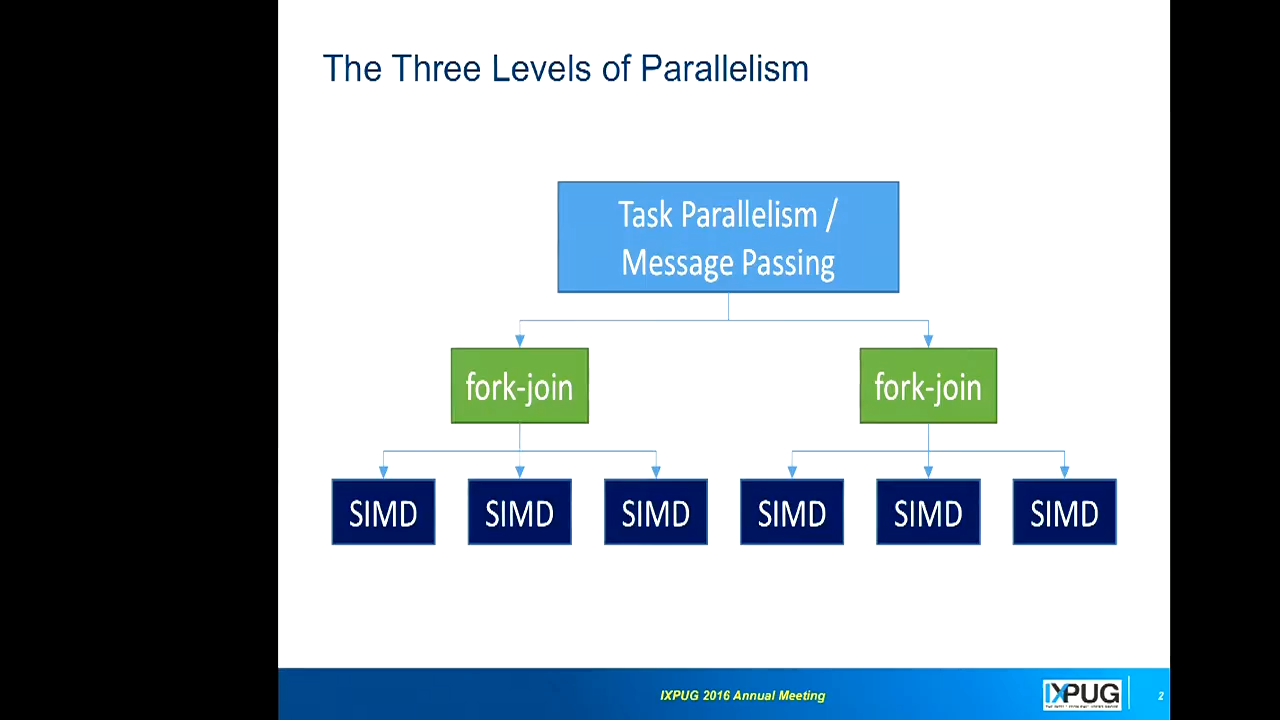 The Three Levels of Parallelism
Task Parallelism /
Message Passing
fork-join fork-join
SIMD SIMD SIMD SIMD SIMD SIMD
IXPUG 2016 Annual Meeting
IXPUG
2